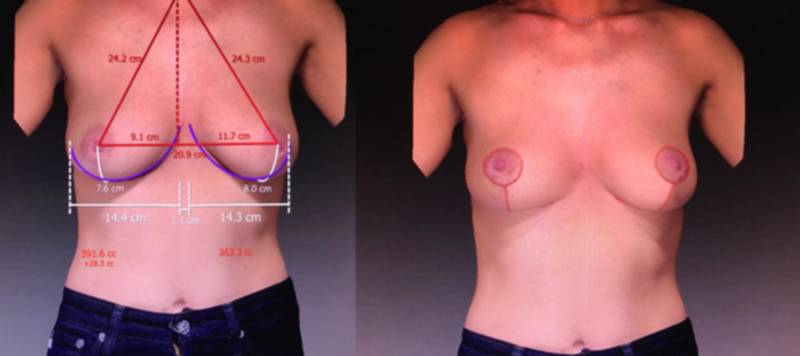 24.2 cm
24.3 cm
9.1 cm
11.7 cm
20.9 cm
7.6 cm
8.0 cm
14.4 cm
1.1 cm
14.3 cm
391.6 cc
363.3 cc
+28.3 cc